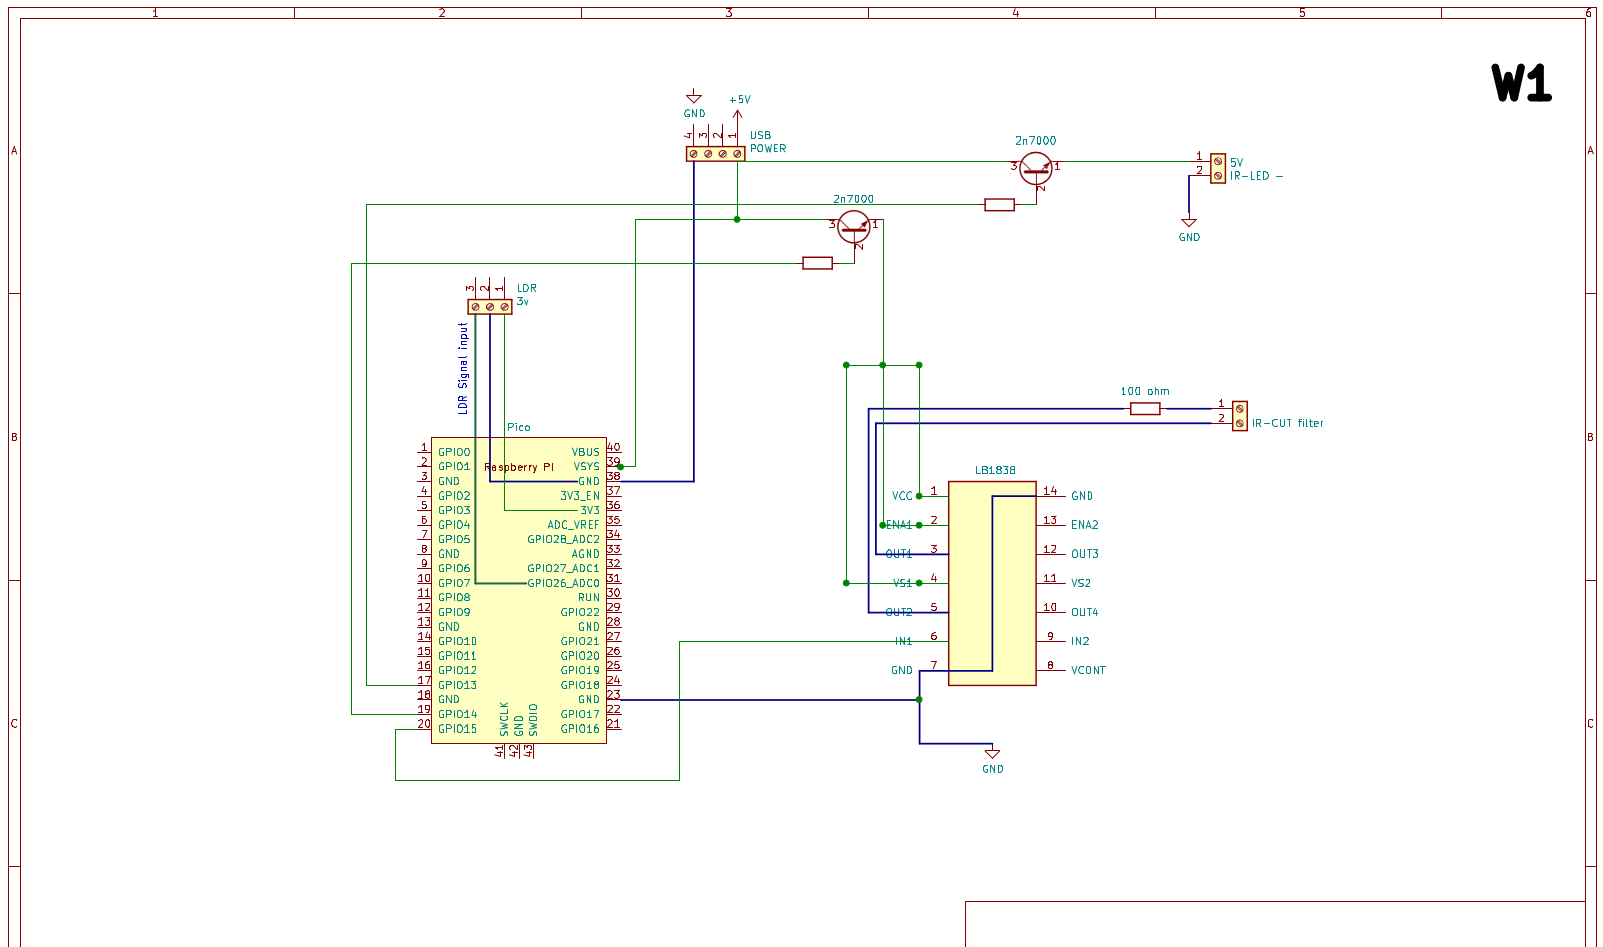 1 2 3 4 5 6
W1
A A
B B
C C
GND
+5V
4 3 2 1
USB
POWER
2n7000
3 1
2
1 5V
2 IR-LED -
GND
2n7000
3 1
2
3 2 1
LDR
3v
LDR Signal input
100 ohm
1
2 IR-CUT filter
Pico
Raspberry PI
1 GPIO0 VBUS 40
2 GPIO1 VSYS 39
3 GND GND 38
4 GPIO2 3V3_EN 37
5 GPIO3 3V3 36
6 GPIO4 ADC_VREF 35
7 GPIO5 GPIO28_ADC2 34
8 GND AGND 33
9 GPIO6 GPIO27_ADC1 32
10 GPIO7 GPIO26_ADC0 31
11 GPIO8 RUN 30
12 GPIO9 GPIO22 29
13 GND GND 28
14 GPIO10 GPIO21 27
15 GPIO11 GPIO20 26
16 GPIO12 GPIO19 25
17 GPIO13 GPIO18 24
18 GND GND 23
19 GPIO14 GPIO17 22
20 GPIO15 GPIO16 21
SWCLK
GND
SWDIO
41 42 43
LB1838
VCC 1 14 GND
ENA1 2 13 ENA2
OUT1 3 12 OUT3
VS1 4 11 VS2
OUT2 5 10 OUT4
IN1 6 9 IN2
GND 7 8 VCONT
GND